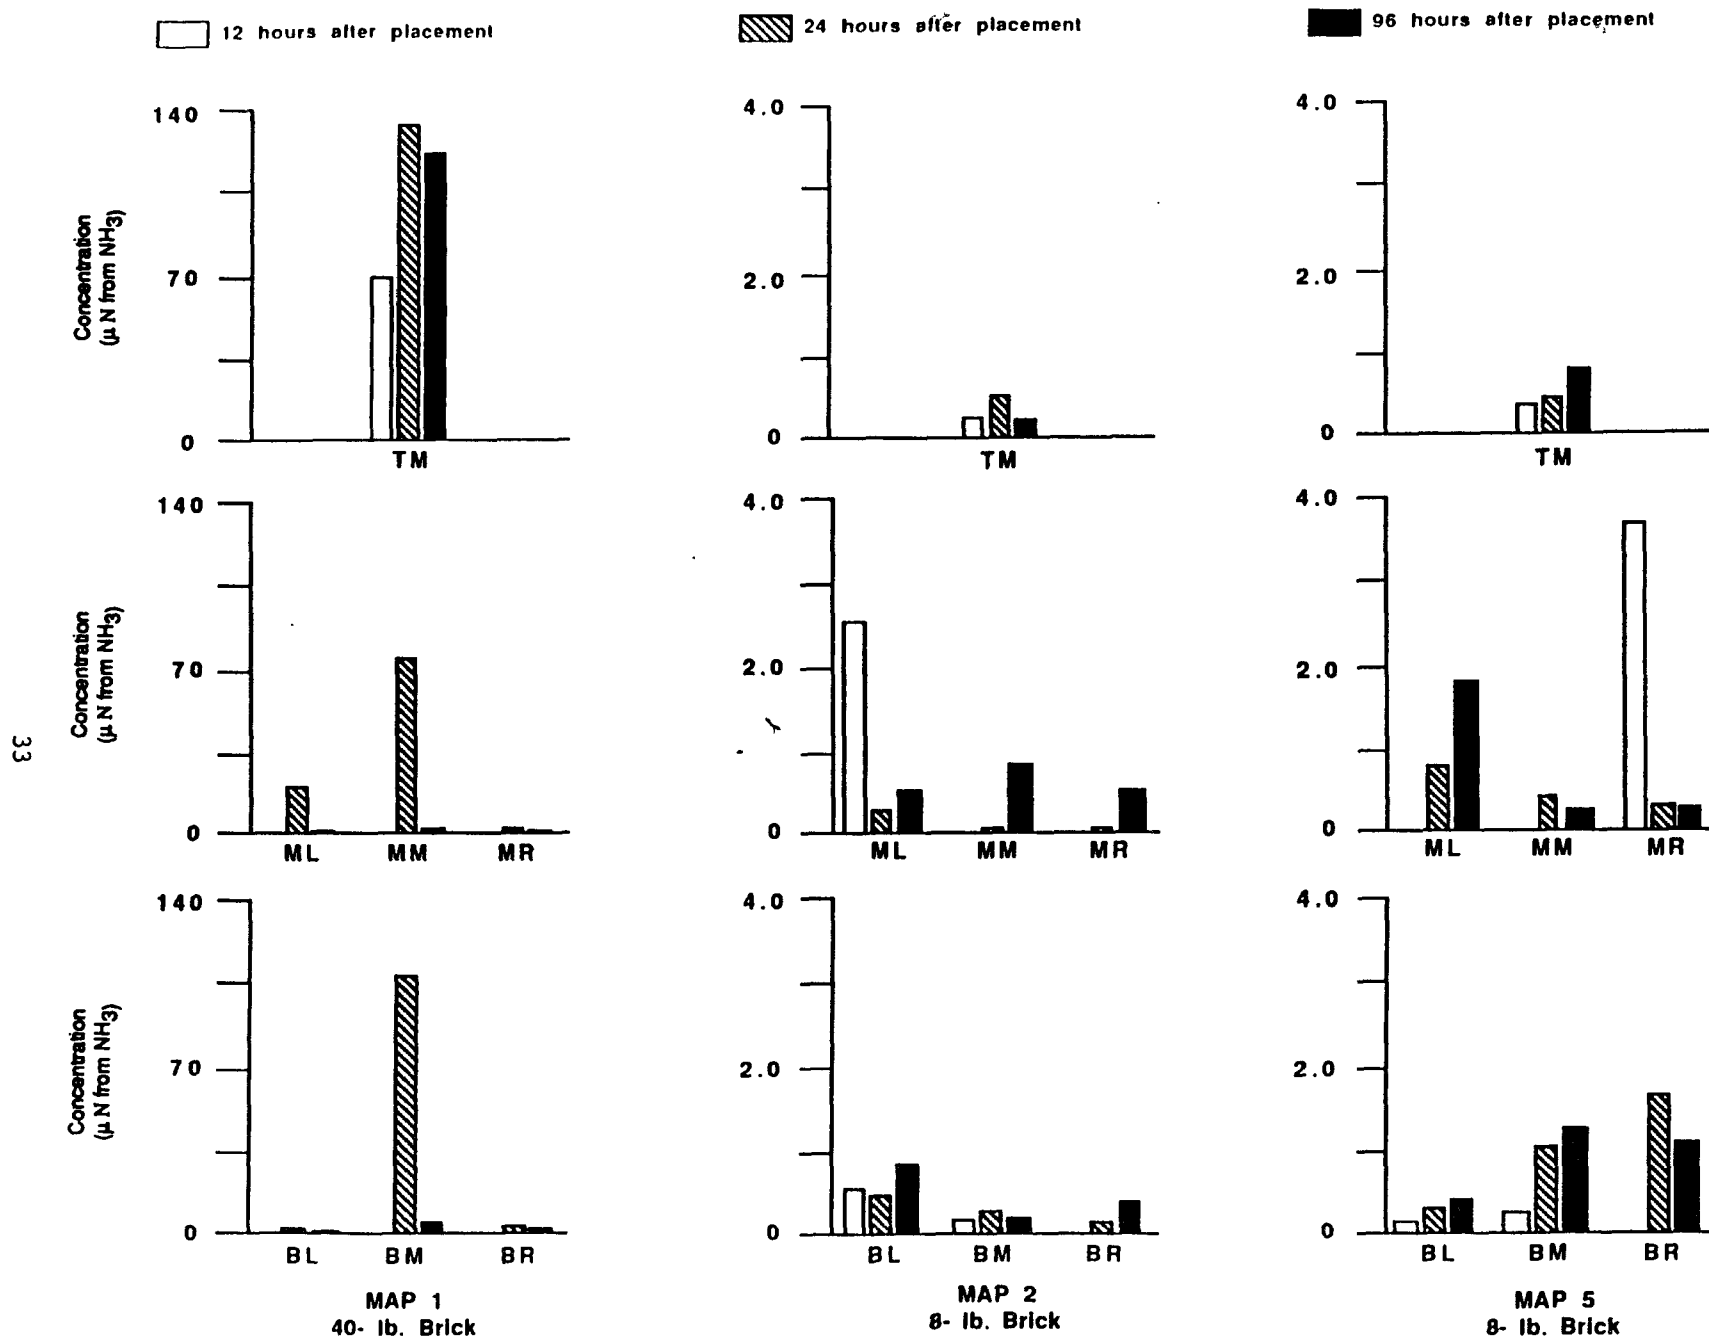 12 hours after placement
24 hours after placement
96 hours after placement
Concentration
(µ N from NH3)
140
70
0
TM
4.0
2.0
0
TM
4.0
2.0
0
TM
Concentration
(µ N from NH3)
140
70
0
ML MM MR
4.0
2.0
0
ML MM MR
4.0
2.0
0
ML MM MR
33
Concentration
(µ N from NH3)
140
70
0
BL BM BR
MAP 1
40- lb. Brick
4.0
2.0
0
BL BM BR
MAP 2
8- lb. Brick
4.0
2.0
0
BL BM BR
MAP 5
8- lb. Brick